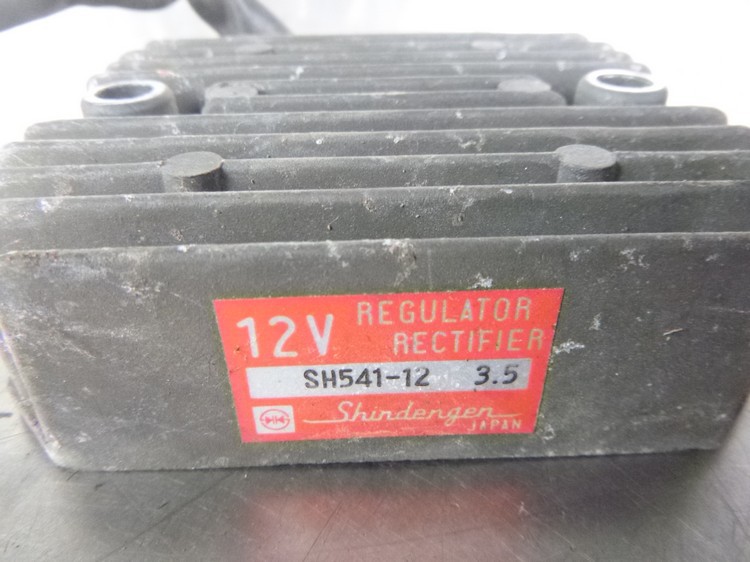 12V REGULATOR
RECTIFIER
SH541-12 3.5
Shindengen
JAPAN